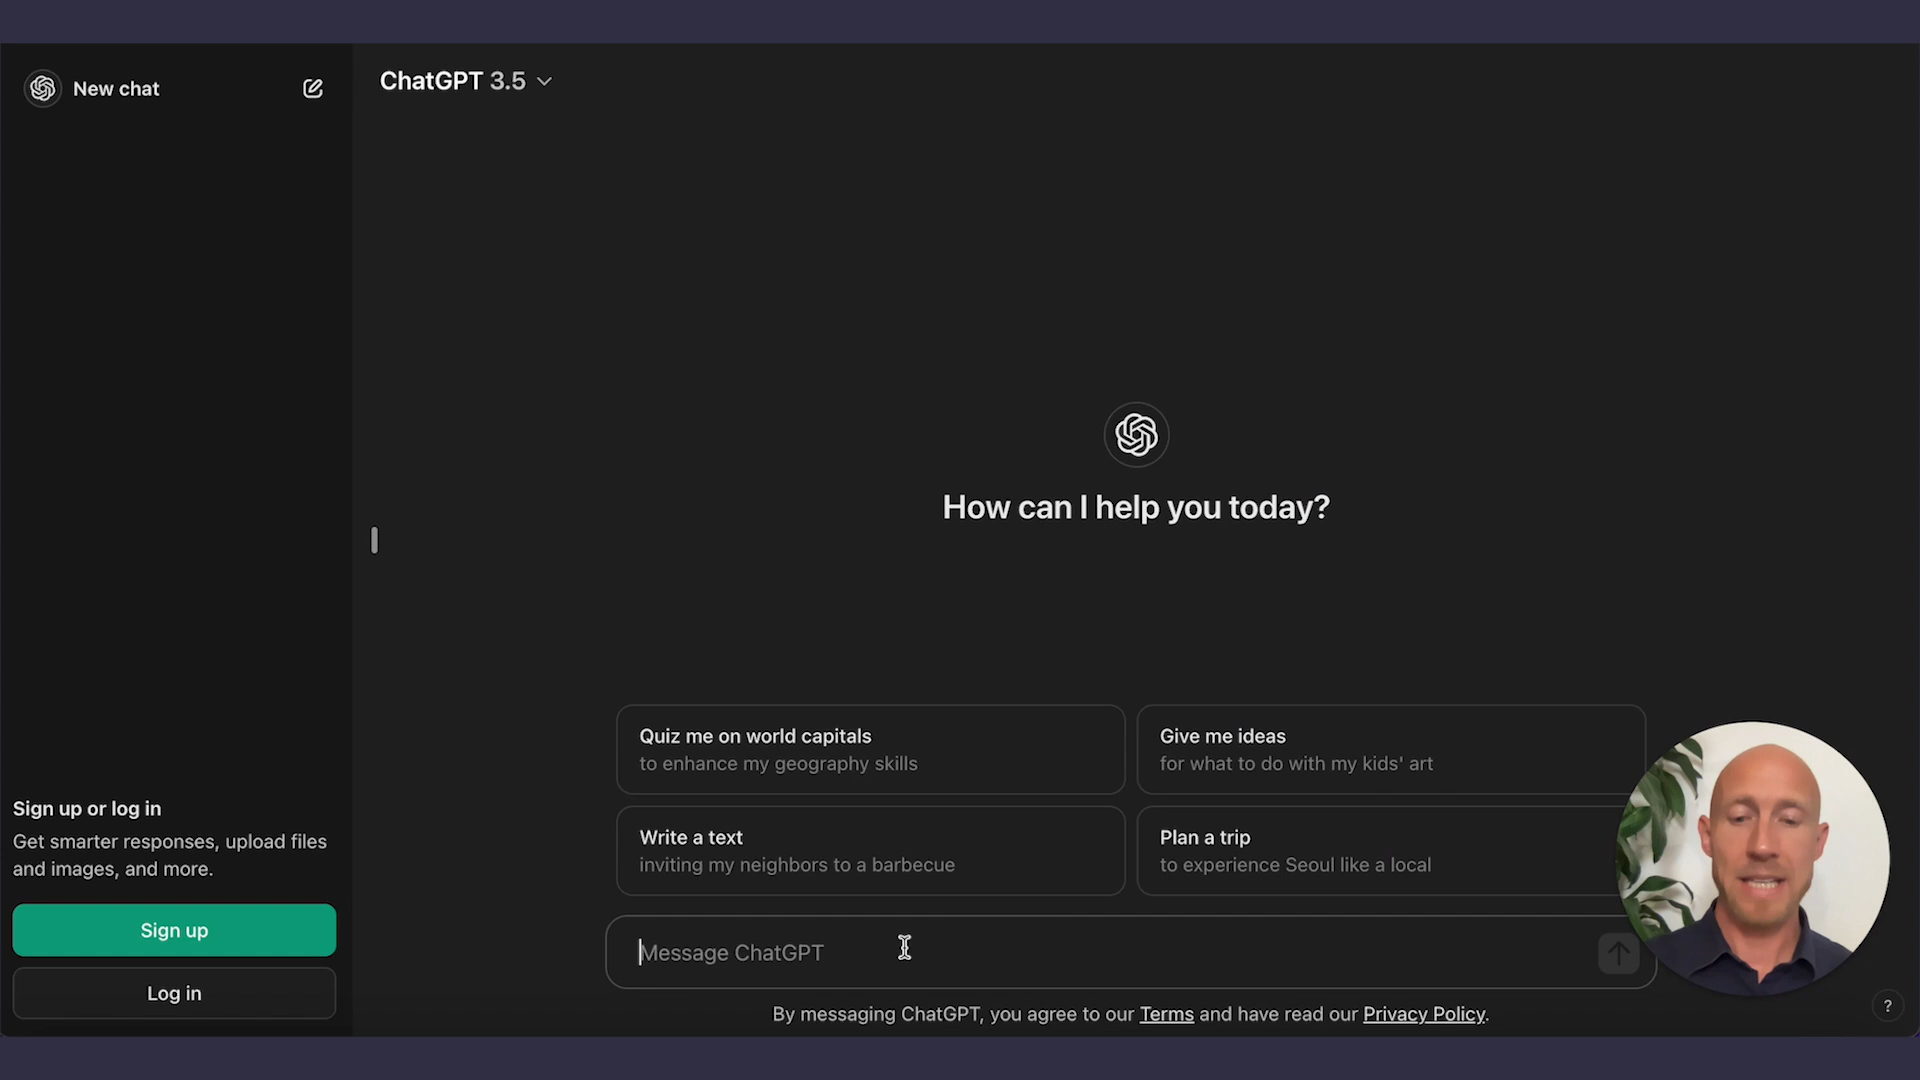 New chat
ChatGPT 3.5
How can I help you today?
Quiz me on world capitals
to enhance my geography skills
Give me ideas
for what to do with my kids' art
Write a text
inviting my neighbors to a barbecue
Plan a trip
to experience Seoul like a local
Sign up or log in
Get smarter responses, upload files
and images, and more.
Sign up
Log in
Message ChatGPT
By messaging ChatGPT, you agree to our Terms and have read our Privacy Policy.
?